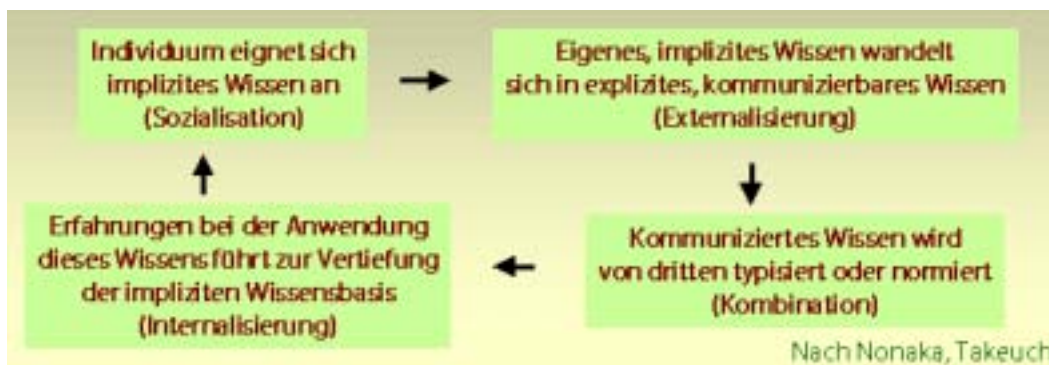 Individuum eignet sich
implizites Wissen an
(Sozialisation)
Eigenes, implizites Wissen wandelt
sich in explizites, kommunizierbares Wissen
(Externalisierung)
Kommuniziertes Wissen wird
von dritten typisiert oder normiert
(Kombination)
Erfahrungen bei der Anwendung
dieses Wissens führt zur Vertiefung
der impliziten Wissensbasis
(Internalisierung)
Nach Nonaka, Takeuch